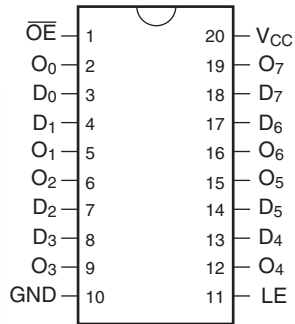 O̅E̅ 1 20 VCC
O0 2 19 O7
D0 3 18 D7
D1 4 17 D6
O1 5 16 O6
O2 6 15 O5
D2 7 14 D5
D3 8 13 D4
O3 9 12 O4
GND 10 11 LE